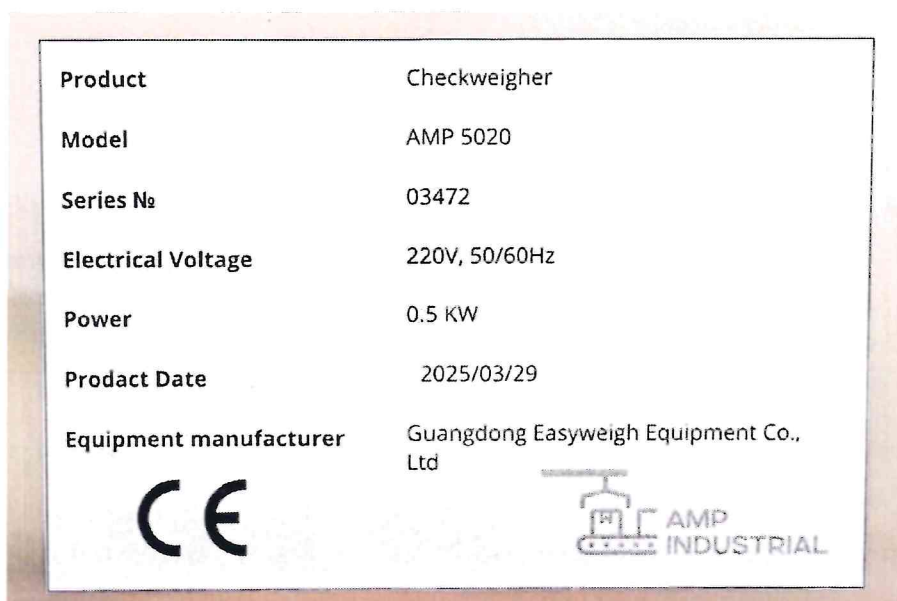 Product Checkweigher
Model AMP 5020
Series № 03472
Electrical Voltage 220V, 50/60Hz
Power 0.5 KW
Prodact Date 2025/03/29
Equipment manufacturer Guangdong Easyweigh Equipment Co.,
Ltd
CE
AMP
INDUSTRIAL